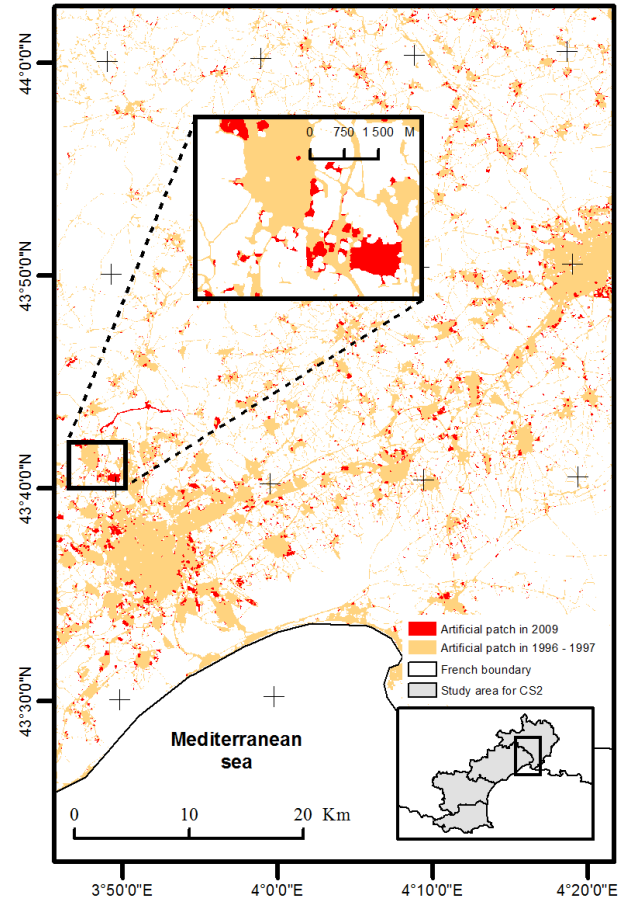 44°0'0"N
0 750 1 500 M
43°50'0"N
43°40'0"N
Artificial patch in 2009
Artificial patch in 1996 - 1997
French boundary
Study area for CS2
43°30'0"N
Mediterranean
sea
0 10 20 Km
3°50'0"E 4°0'0"E 4°10'0"E 4°20'0"E